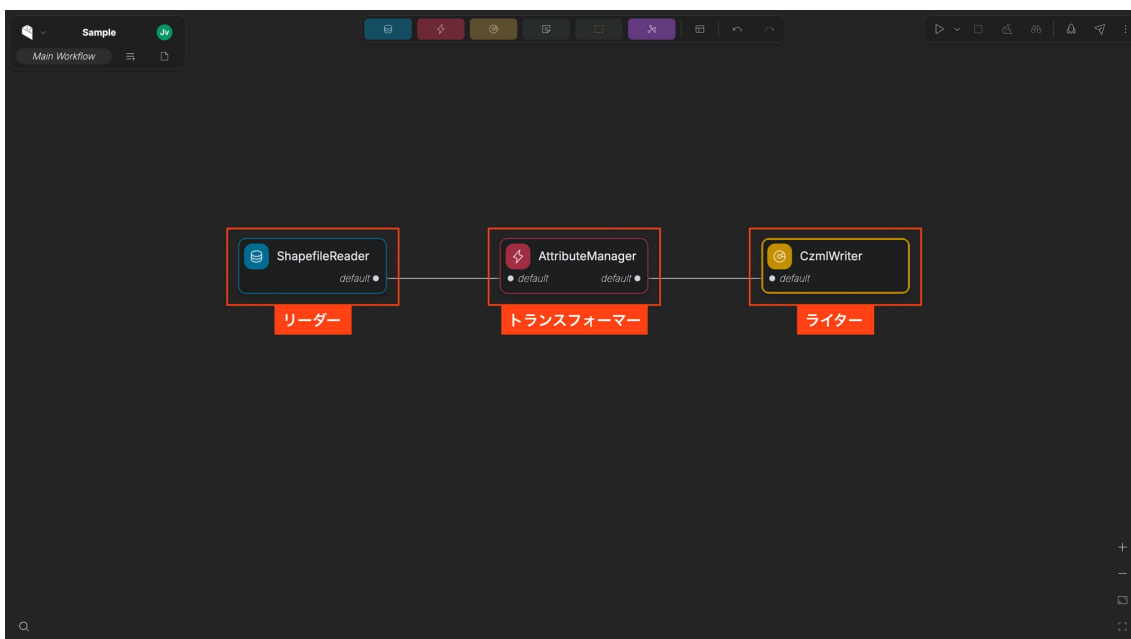 Sample
Jv
Main Workflow
ShapefileReader
default
リーダー
AttributeManager
default default
トランスフォーマー
CzmlWriter
default
ライター